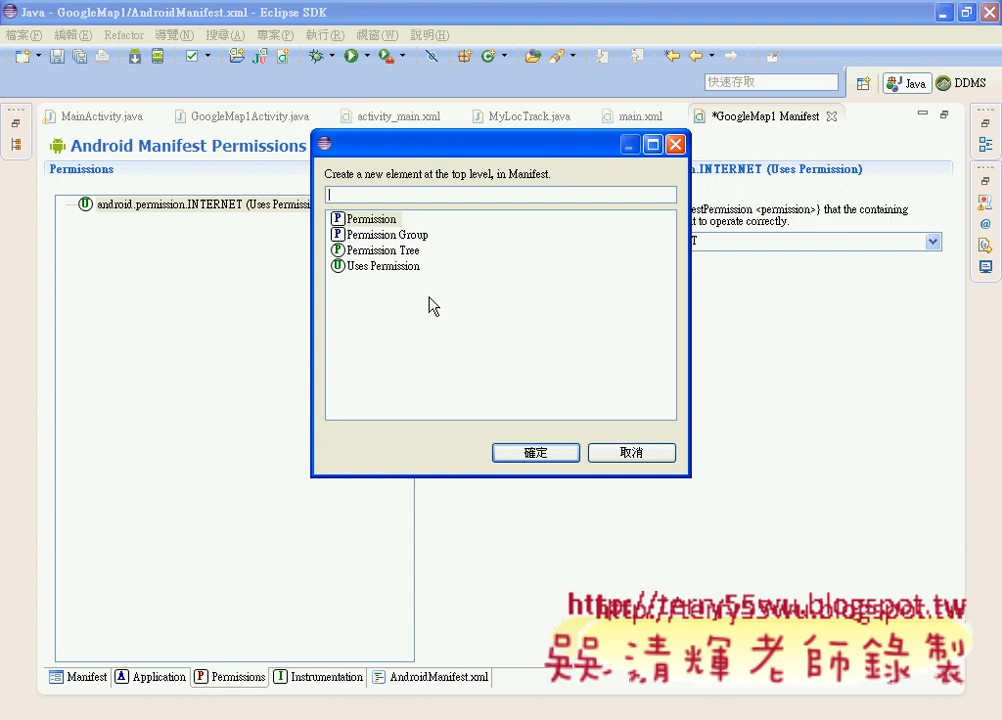 Java - GoogleMap1/AndroidManifest.xml - Eclipse SDK
檔案(F) 編輯(E) Refactor 導覽(N) 搜尋(A) 專案(P) 執行(R) 視窗(W) 說明(H)
快速存取 Java DDMS
MainActivity.java GoogleMap1Activity.java activity_main.xml MyLocTrack.java main.xml *GoogleMap1 Manifest
Android Manifest Permissions
Permissions
.INTERNET (Uses Permission)
android.permission.INTERNET (Uses Permissi
estPermission <permission>} that the containing
t to operate correctly.
T
Create a new element at the top level, in Manifest.
P Permission
P Permission Group
P Permission Tree
U Uses Permission
確定 取消
http://terry55wu.blogspot.tw
吳清輝老師錄製
Manifest A Application P Permissions I Instrumentation AndroidManifest.xml